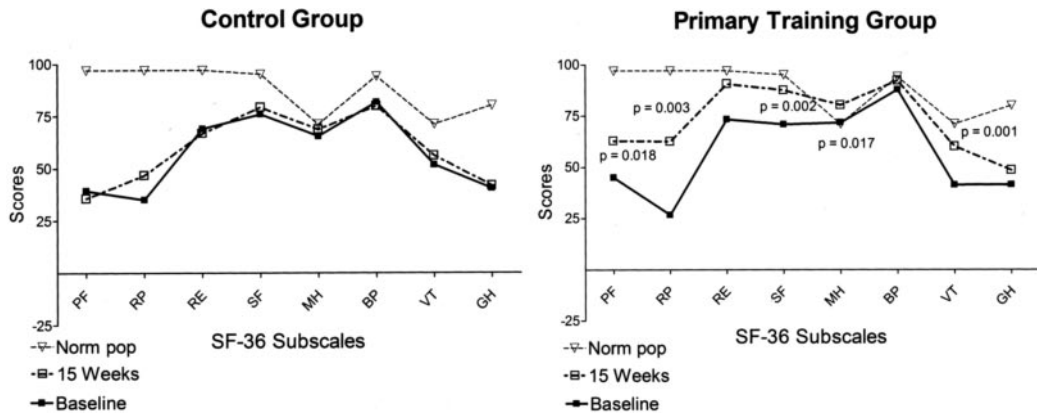 Control Group
100
75
50
25
-25
Scores
PF
RP
RE
SF
MH
BP
VT
GH
SF-36 Subscales
Norm pop
15 Weeks
Baseline
Primary Training Group
100
75
50
25
-25
Scores
p = 0.003
p = 0.002
p = 0.001
p = 0.018
p = 0.017
PF
RP
RE
SF
MH
BP
VT
GH
SF-36 Subscales
Norm pop
15 Weeks
Baseline